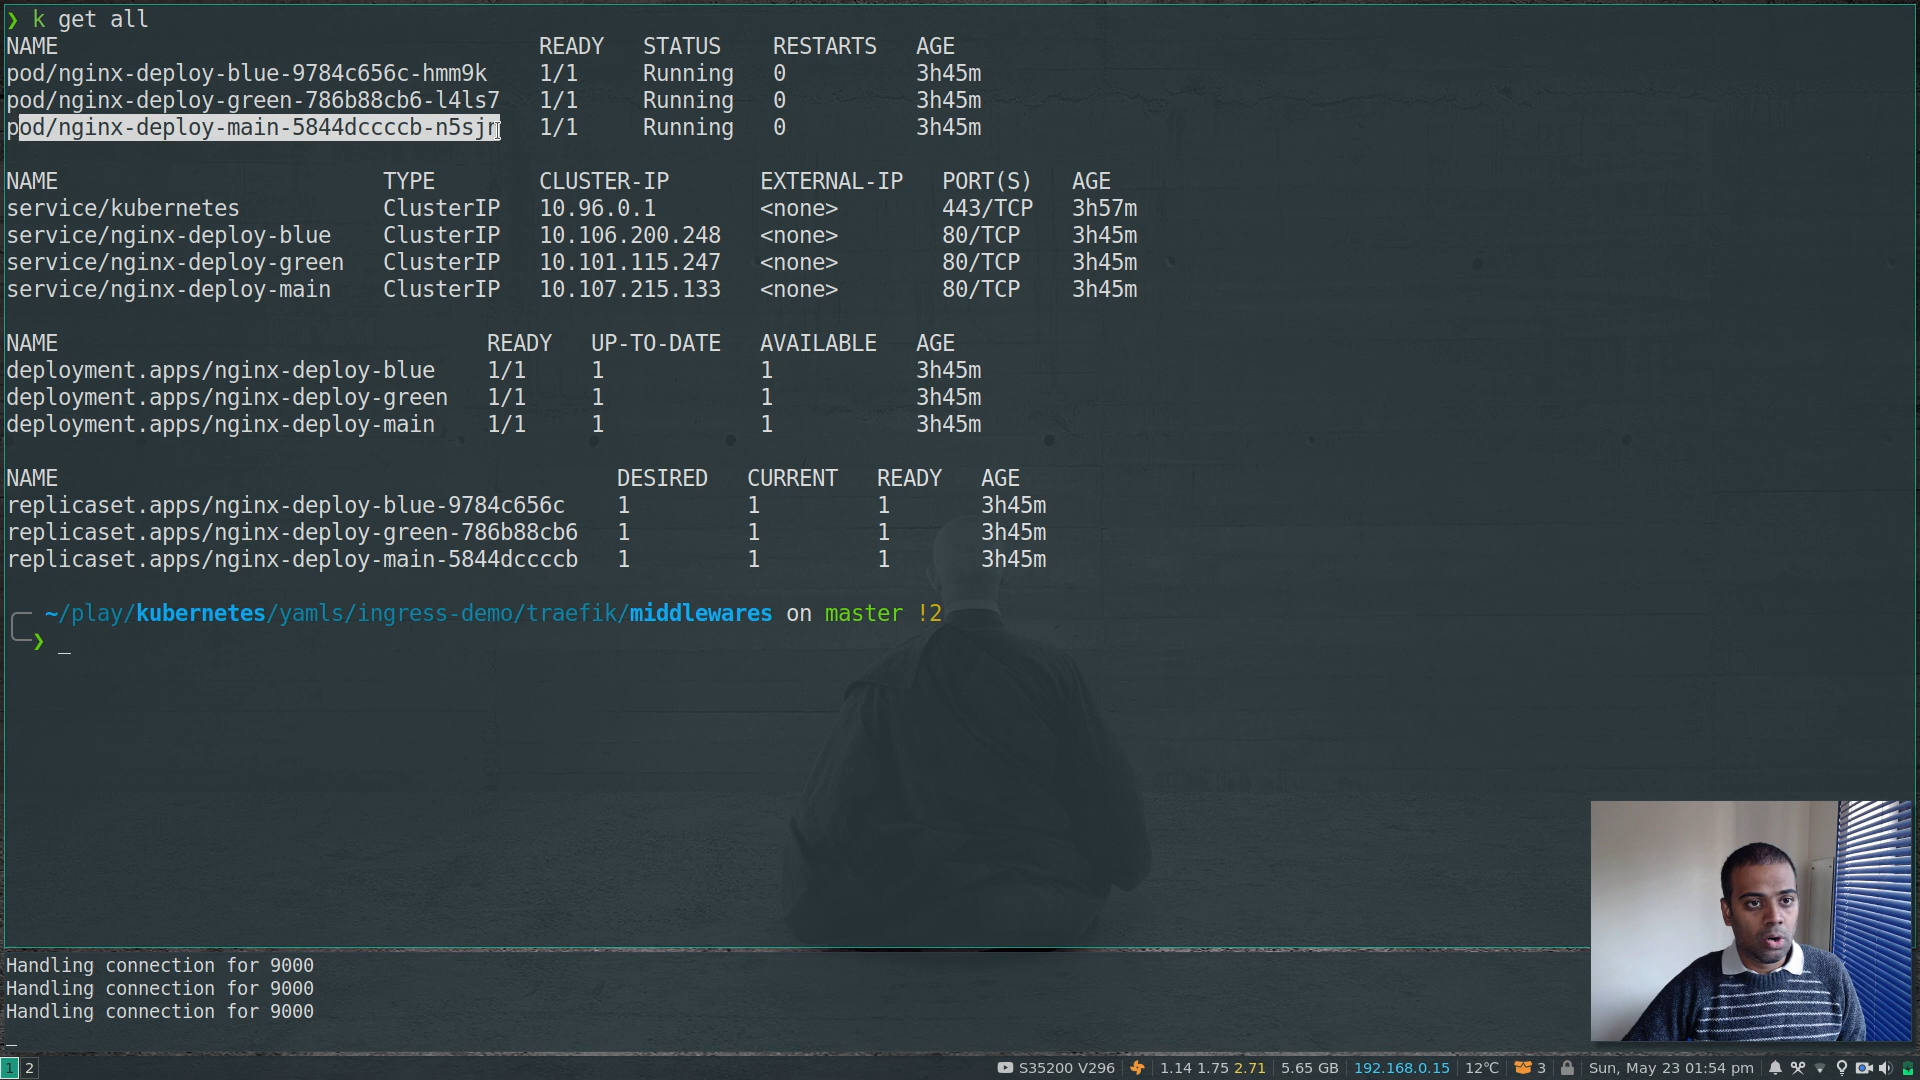 ❯ k get all
NAME READY STATUS RESTARTS AGE
pod/nginx-deploy-blue-9784c656c-hmm9k 1/1 Running 0 3h45m
pod/nginx-deploy-green-786b88cb6-l4ls7 1/1 Running 0 3h45m
pod/nginx-deploy-main-5844dccccb-n5sjr 1/1 Running 0 3h45m
NAME TYPE CLUSTER-IP EXTERNAL-IP PORT(S) AGE
service/kubernetes ClusterIP 10.96.0.1 <none> 443/TCP 3h57m
service/nginx-deploy-blue ClusterIP 10.106.200.248 <none> 80/TCP 3h45m
service/nginx-deploy-green ClusterIP 10.101.115.247 <none> 80/TCP 3h45m
service/nginx-deploy-main ClusterIP 10.107.215.133 <none> 80/TCP 3h45m
NAME READY UP-TO-DATE AVAILABLE AGE
deployment.apps/nginx-deploy-blue 1/1 1 1 3h45m
deployment.apps/nginx-deploy-green 1/1 1 1 3h45m
deployment.apps/nginx-deploy-main 1/1 1 1 3h45m
NAME DESIRED CURRENT READY AGE
replicaset.apps/nginx-deploy-blue-9784c656c 1 1 1 3h45m
replicaset.apps/nginx-deploy-green-786b88cb6 1 1 1 3h45m
replicaset.apps/nginx-deploy-main-5844dccccb 1 1 1 3h45m
~/play/kubernetes/yamls/ingress-demo/traefik/middlewares on master !2
❯ _
Handling connection for 9000
Handling connection for 9000
Handling connection for 9000
_
1 2 S35200 V296 1.14 1.75 2.71 5.65 GB 192.168.0.15 12℃ 3 Sun, May 23 01:54 pm